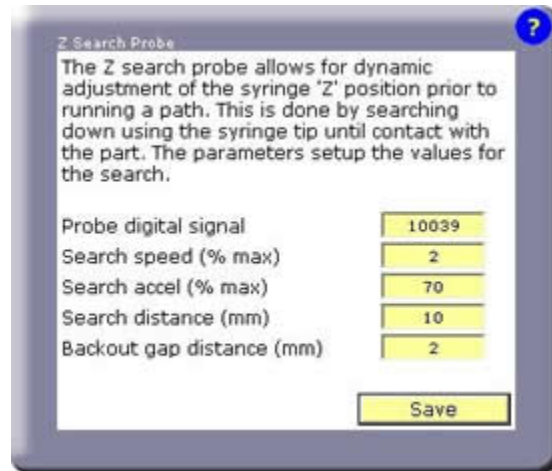 ?
Z Search Probe
The Z search probe allows for dynamic
adjustment of the syringe 'Z' position prior to
running a path. This is done by searching
down using the syringe tip until contact with
the part. The parameters setup the values for
the search.
Probe digital signal 10039
Search speed (% max) 2
Search accel (% max) 70
Search distance (mm) 10
Backout gap distance (mm) 2
Save